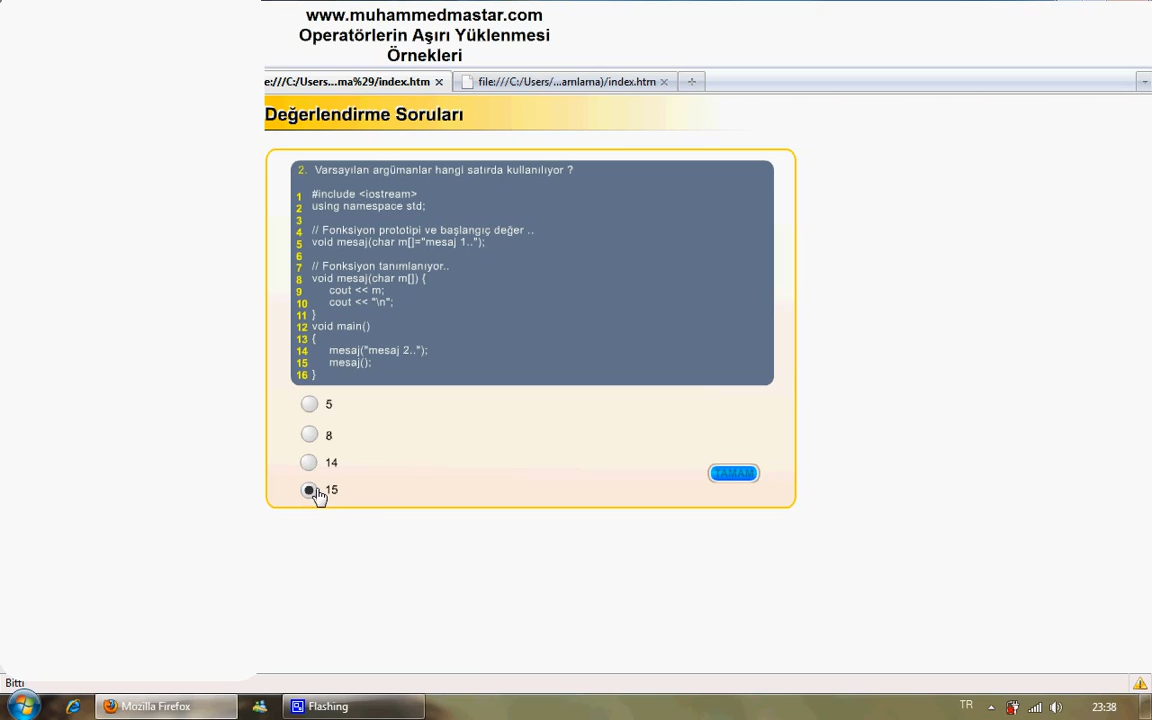 www.muhammedmastar.com
Operatörlerin Aşırı Yüklenmesi
Örnekleri
e:///C:/Users...ma%29/index.htm
file:///C:/Users/...amlama)/index.htm
Değerlendirme Soruları
2. Varsayılan argümanlar hangi satırda kullanılıyor ?
1 #include <iostream>
2 using namespace std;
3
4 // Fonksiyon prototipi ve başlangıç değer ..
5 void mesaj(char m[]="mesaj 1..");
6
7 // Fonksiyon tanımlanıyor..
8 void mesaj(char m[]) {
9 cout << m;
10 cout << "\n";
11 }
12 void main()
13 {
14 mesaj("mesaj 2..");
15 mesaj();
16 }
5
8
14
15
TAMAM
Bitti
Mozilla Firefox
Flashing
TR
23:38